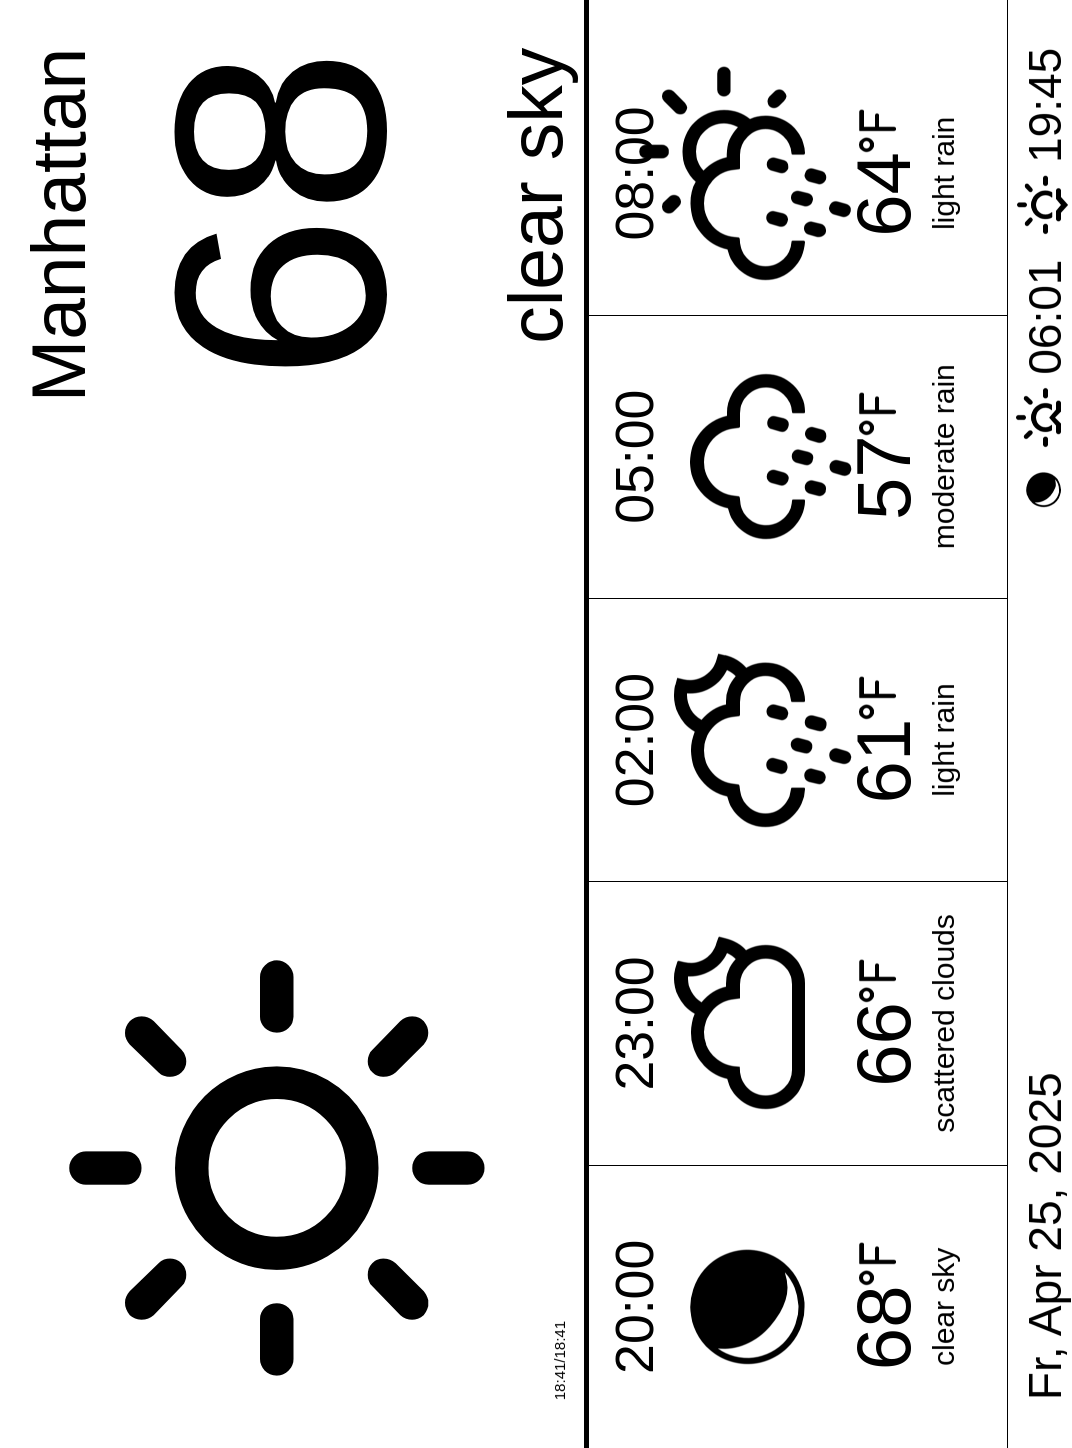 Manhattan
68
clear sky
18:41/18:41
20:00
68°F
clear sky
23:00
66°F
scattered clouds
02:00
61°F
light rain
05:00
57°F
moderate rain
08:00
64°F
light rain
Fr, Apr 25, 2025
06:01
19:45